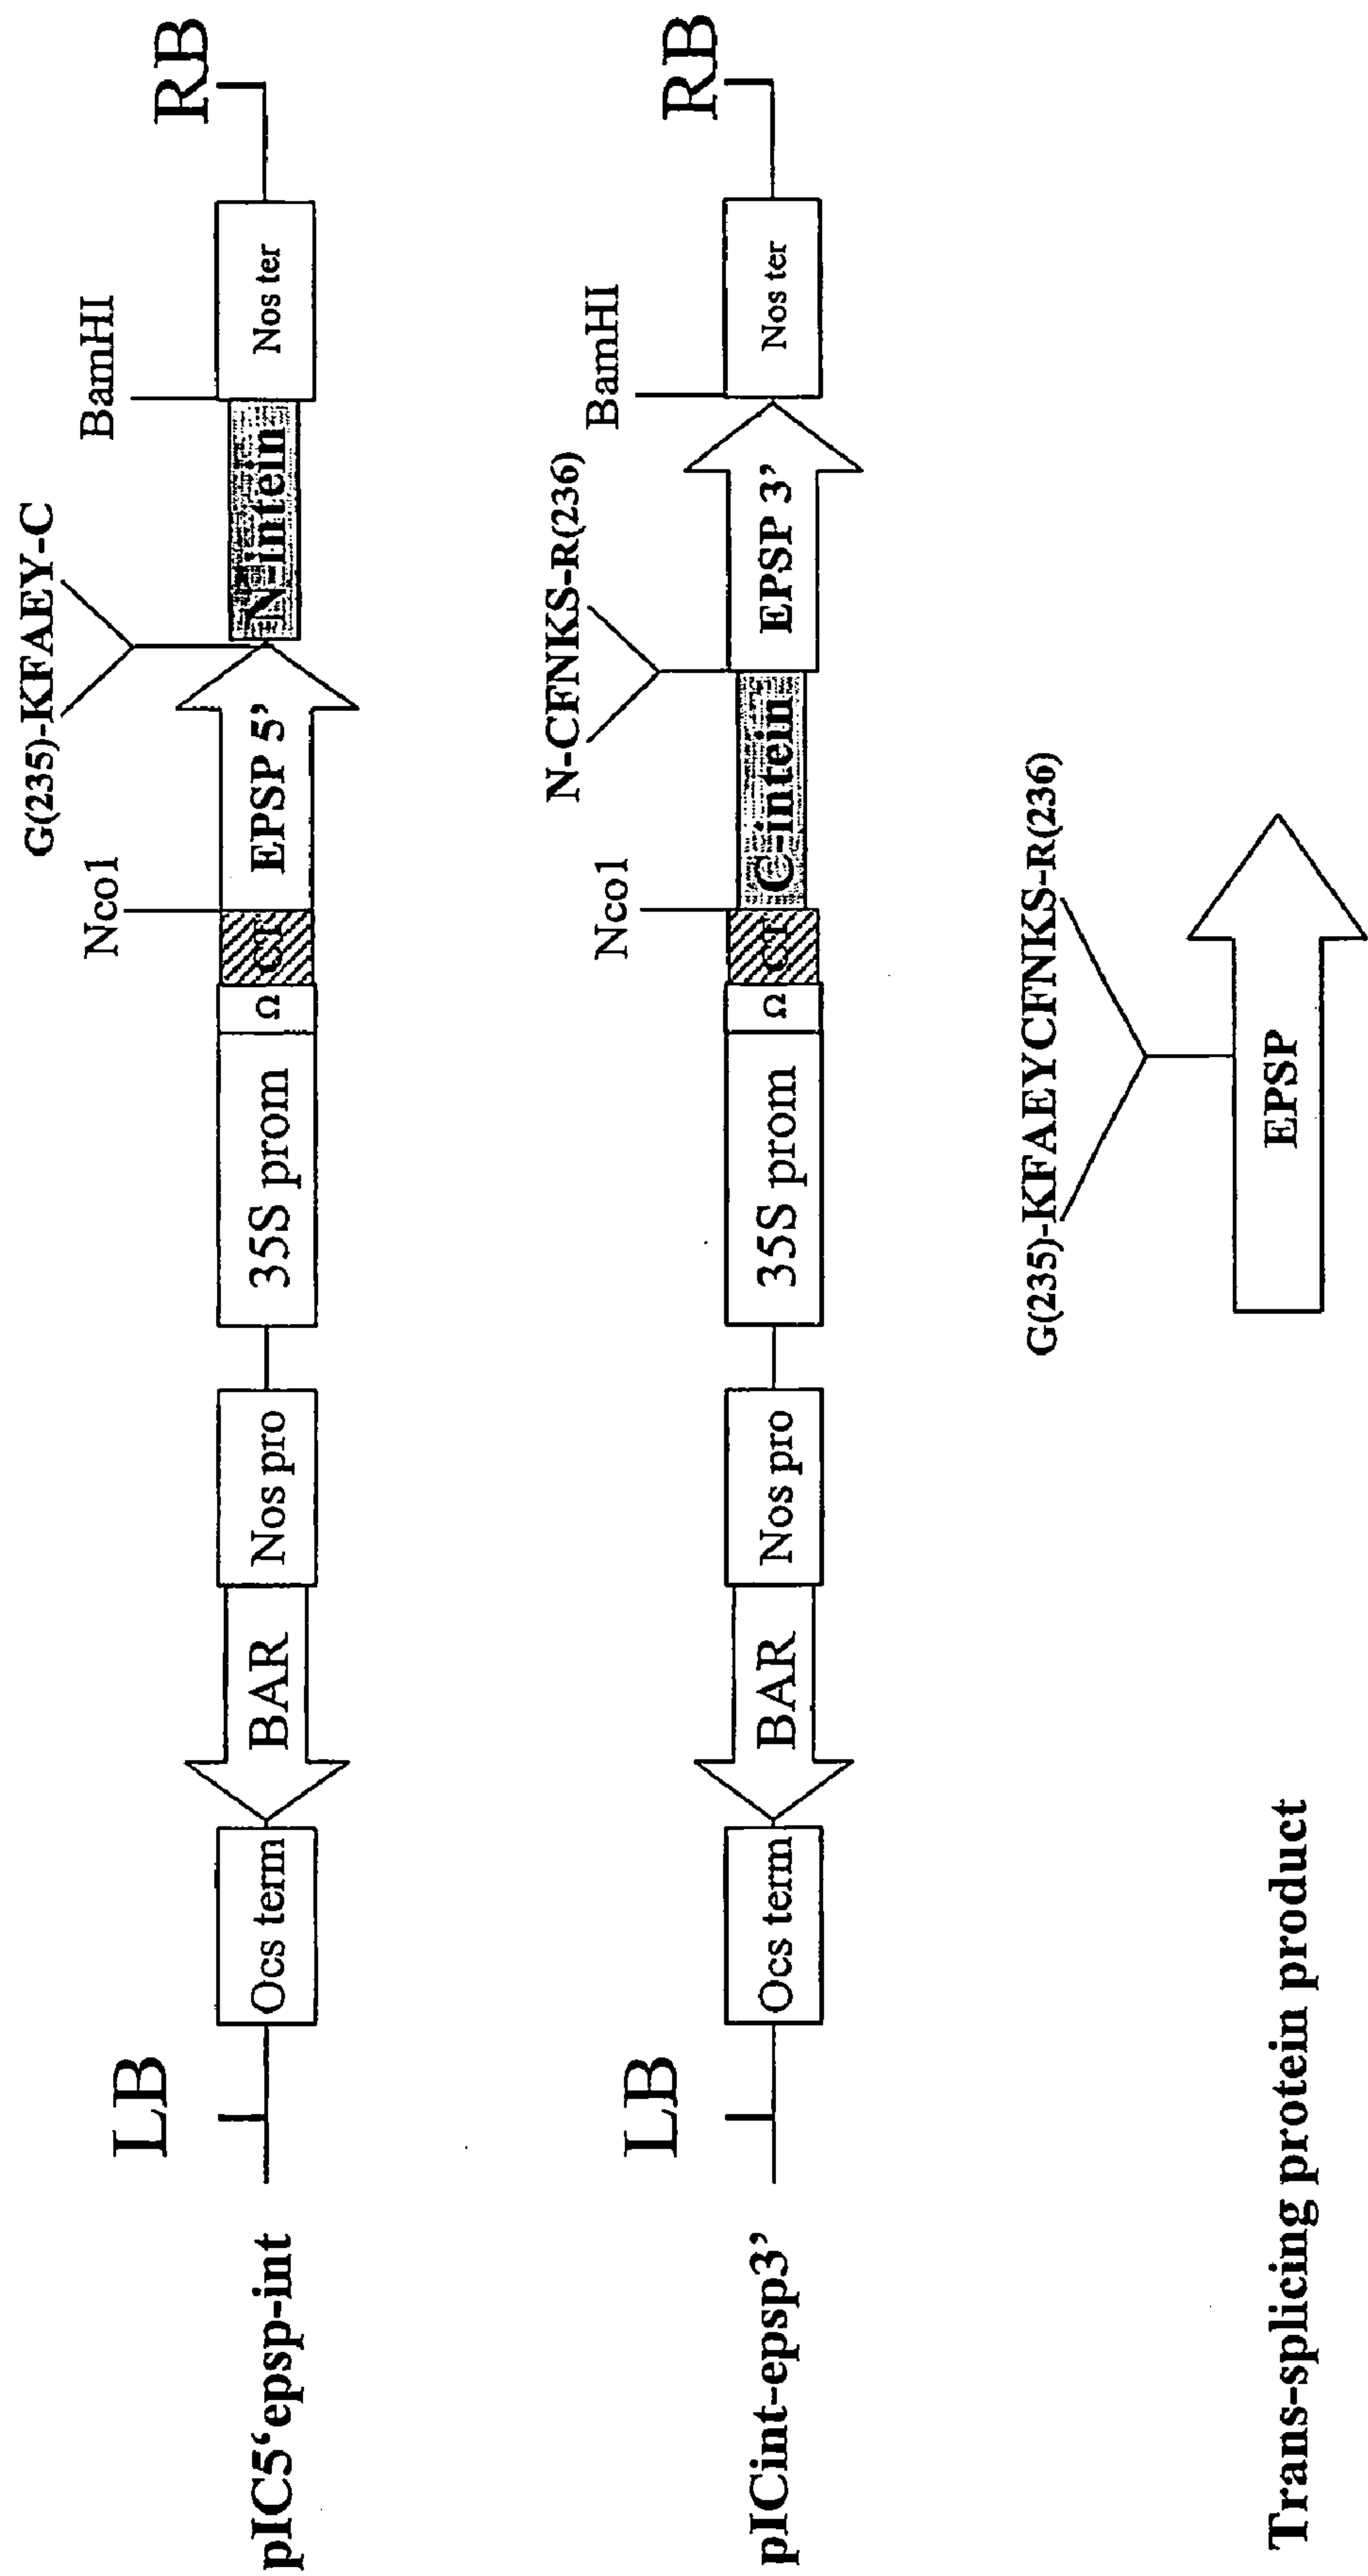 G(235)-KFAEY-C
LB
Nco1
BamHI
RB
pIC5‘epsp-int
Ocs term
BAR
Nos pro
35S prom
Ω
CT
EPSP 5’
N-intein
Nos ter
N-CFNKS-R(236)
LB
Nco1
BamHI
RB
pICint-epsp3’
Ocs term
BAR
Nos pro
35S prom
Ω
CT
C-intein
EPSP 3’
Nos ter
G(235)-KFAEYCFNKS-R(236)
Trans-splicing protein product
EPSP